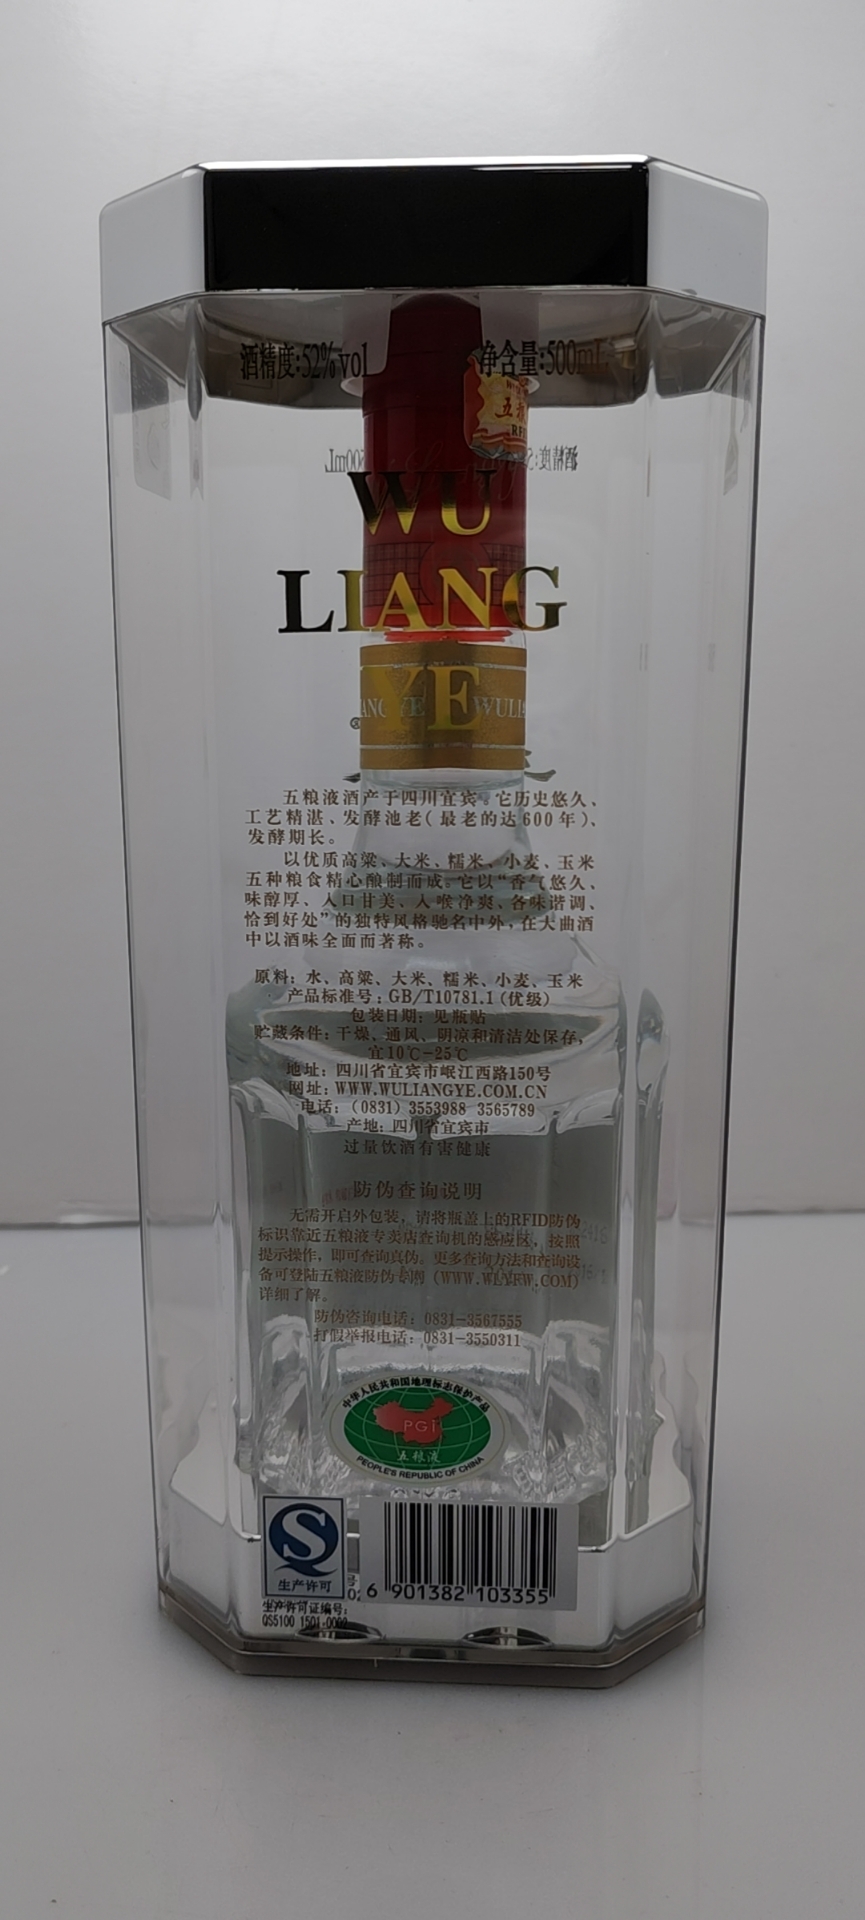 酒精度:52%vol 净含量:500mL
WU
LIANG
YE
WULIA
五粮液酒产于四川宜宾。它历史悠久、
工艺精湛、发酵池老(最老的达600年)、
发酵期长。
以优质高粱、大米、糯米、小麦、玉米
五种粮食精心酿制而成。它以“香气悠久、
味醇厚、入口甘美、入喉净爽、各味谐调、
恰到好处”的独特风格驰名中外,在大曲酒
中以酒味全面而著称。
原料: 水、高粱、大米、糯米、小麦、玉米
产品标准号: GB/T10781.1(优级)
包装日期: 见瓶贴
贮藏条件: 干燥、通风、阴凉和清洁处保存,
宜10℃-25℃
地址: 四川省宜宾市岷江西路150号
网址: WWW.WULIANGYE.COM.CN
电话: (0831) 3553988 3565789
产地: 四川省宜宾市
过量饮酒有害健康
防伪查询说明
无需开启外包装, 请将瓶盖上的RFID防伪
标识靠近五粮液专卖店查询机的感应区, 按照
提示操作, 即可查询真伪。更多查询方法和查询设
备可登陆五粮液防伪专网 (WWW.WLYFW.COM)
详细了解。
防伪咨询电话: 0831-3567555
打假举报电话: 0831-3550311
中华人民共和国地理标志保护产品
PGI
五粮液
PEOPLE'S REPUBLIC OF CHINA
生产许可
6 901382 103355
生产许可证编号:
QS5100 1501-0002